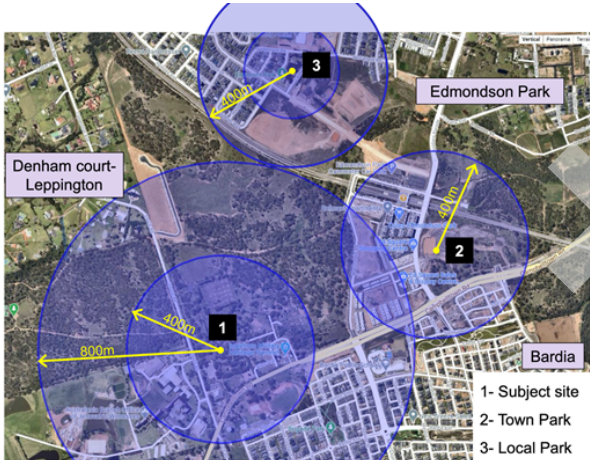 Vertical Panorama
3
400m
Edmondson Park
Denham court-
Leppington
400m
2
1
400m
800m
Bardia
1- Subject site
2- Town Park
3- Local Park